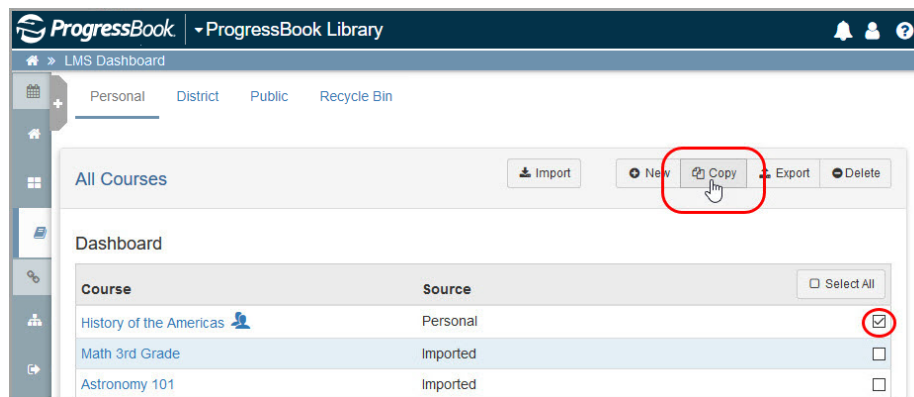 ProgressBook. ProgressBook Library
» LMS Dashboard
Personal District Public Recycle Bin
All Courses Import New Copy Export Delete
Dashboard
Course Source Select All
History of the Americas Personal
Math 3rd Grade Imported
Astronomy 101 Imported